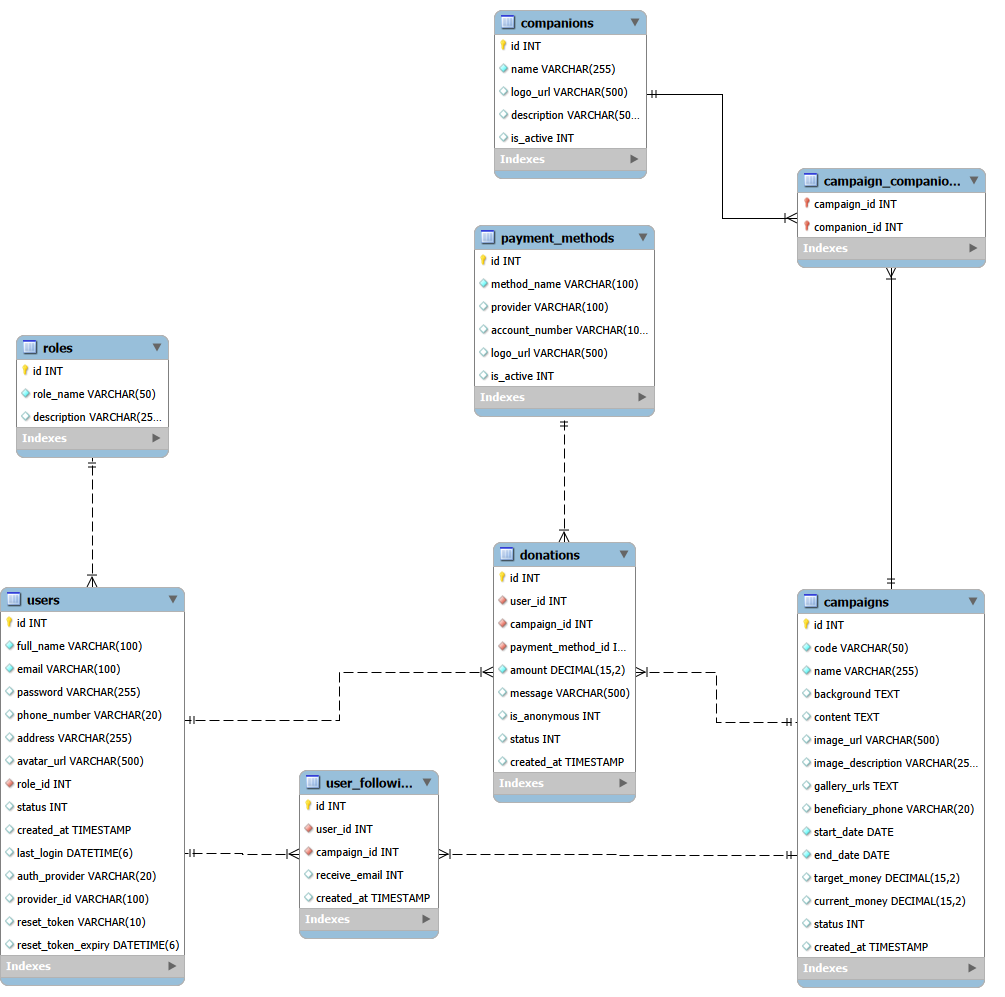 companions
id INT
name VARCHAR(255)
logo_url VARCHAR(500)
description VARCHAR(50...
is_active INT
Indexes
campaign_companio...
campaign_id INT
companion_id INT
Indexes
payment_methods
id INT
method_name VARCHAR(100)
provider VARCHAR(100)
account_number VARCHAR(10...
logo_url VARCHAR(500)
is_active INT
Indexes
roles
id INT
role_name VARCHAR(50)
description VARCHAR(25...
Indexes
donations
id INT
user_id INT
campaign_id INT
payment_method_id I...
amount DECIMAL(15,2)
message VARCHAR(500)
is_anonymous INT
status INT
created_at TIMESTAMP
Indexes
users
id INT
full_name VARCHAR(100)
email VARCHAR(100)
password VARCHAR(255)
phone_number VARCHAR(20)
address VARCHAR(255)
avatar_url VARCHAR(500)
role_id INT
status INT
created_at TIMESTAMP
last_login DATETIME(6)
auth_provider VARCHAR(20)
provider_id VARCHAR(100)
reset_token VARCHAR(10)
reset_token_expiry DATETIME(6)
Indexes
user_followi...
id INT
user_id INT
campaign_id INT
receive_email INT
created_at TIMESTAMP
Indexes
campaigns
id INT
code VARCHAR(50)
name VARCHAR(255)
background TEXT
content TEXT
image_url VARCHAR(500)
image_description VARCHAR(25...
gallery_urls TEXT
beneficiary_phone VARCHAR(20)
start_date DATE
end_date DATE
target_money DECIMAL(15,2)
current_money DECIMAL(15,2)
status INT
created_at TIMESTAMP
Indexes